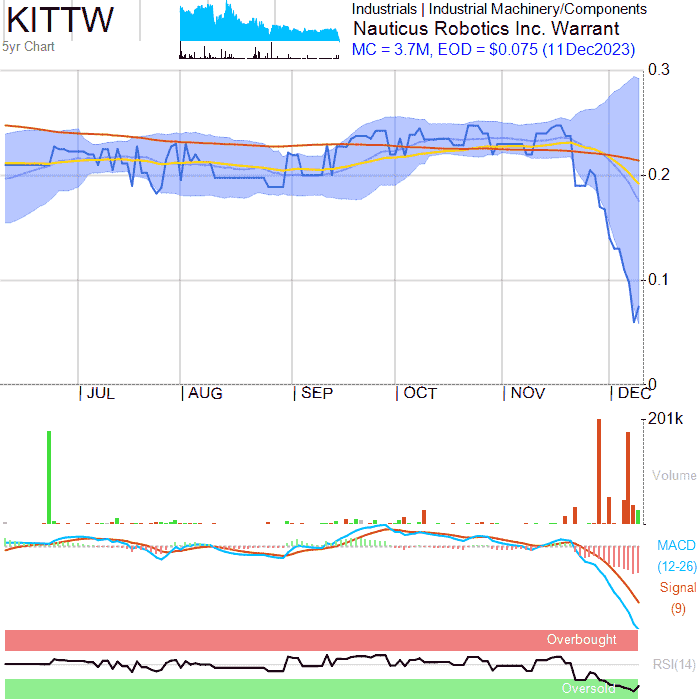 KITTW
5yr Chart
Industrials | Industrial Machinery/Components
Nauticus Robotics Inc. Warrant
MC = 3.7M, EOD = $0.075 (11Dec2023)
0.3
0.2
0.1
0
JUL
AUG
SEP
OCT
NOV
DEC
201k
Volume
MACD
(12-26)
Signal
(9)
Overbought
RSI(14)
Oversold